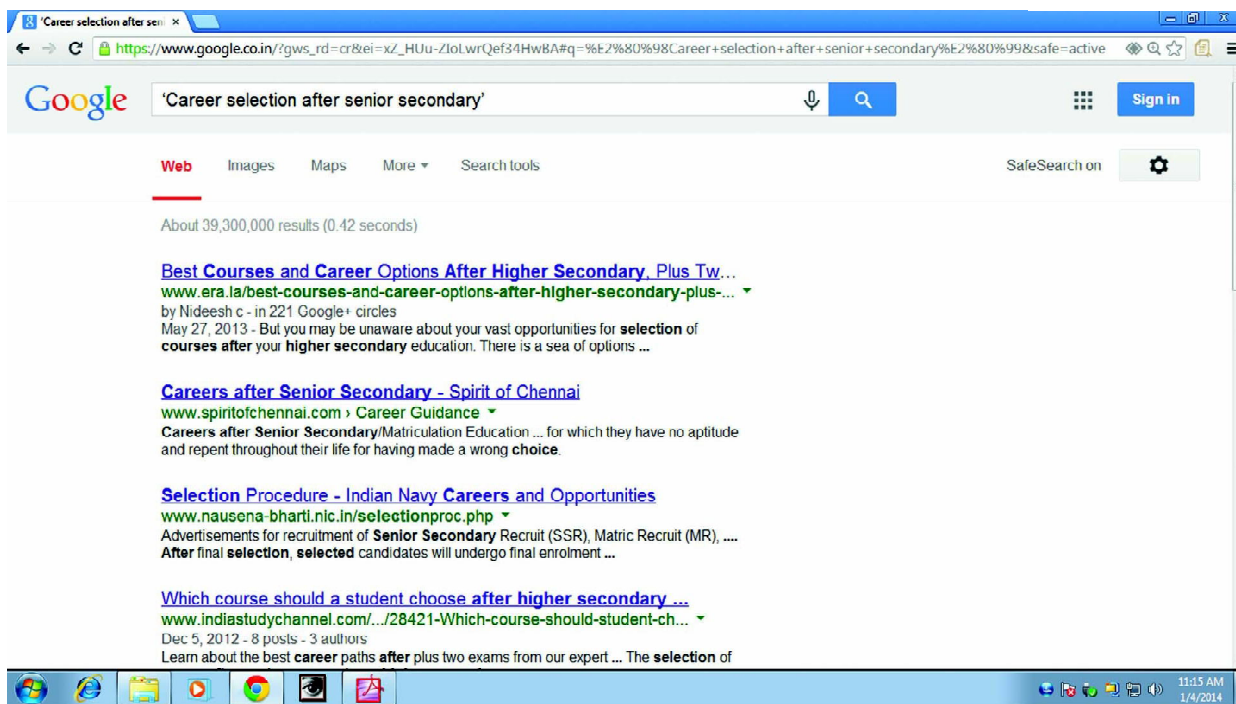 'Career selection after seni
https://www.google.co.in/?gws_rd=cr&ei=xZ_HUu-ZIoLwrQef34HwBA#q=%E2%80%98Career+selection+after+senior+secondary%E2%80%99&safe=active
Google 'Career selection after senior secondary' Sign in
Web Images Maps More Search tools SafeSearch on
About 39,300,000 results (0.42 seconds)
Best Courses and Career Options After Higher Secondary, Plus Tw...
www.era.la/best-courses-and-career-options-after-higher-secondary-plus-...
by Nideesh c - in 221 Google+ circles
May 27, 2013 - But you may be unaware about your vast opportunities for selection of
courses after your higher secondary education. There is a sea of options ...
Careers after Senior Secondary - Spirit of Chennai
www.spiritofchennai.com › Career Guidance
Careers after Senior Secondary/Matriculation Education ... for which they have no aptitude
and repent throughout their life for having made a wrong choice.
Selection Procedure - Indian Navy Careers and Opportunities
www.nausena-bharti.nic.in/selectionproc.php
Advertisements for recruitment of Senior Secondary Recruit (SSR), Matric Recruit (MR), ....
After final selection, selected candidates will undergo final enrolment ...
Which course should a student choose after higher secondary ...
www.indiastudychannel.com/.../28421-Which-course-should-student-ch...
Dec 5, 2012 - 8 posts - 3 authors
Learn about the best career paths after plus two exams from our expert ... The selection of
11:15 AM
1/4/2014